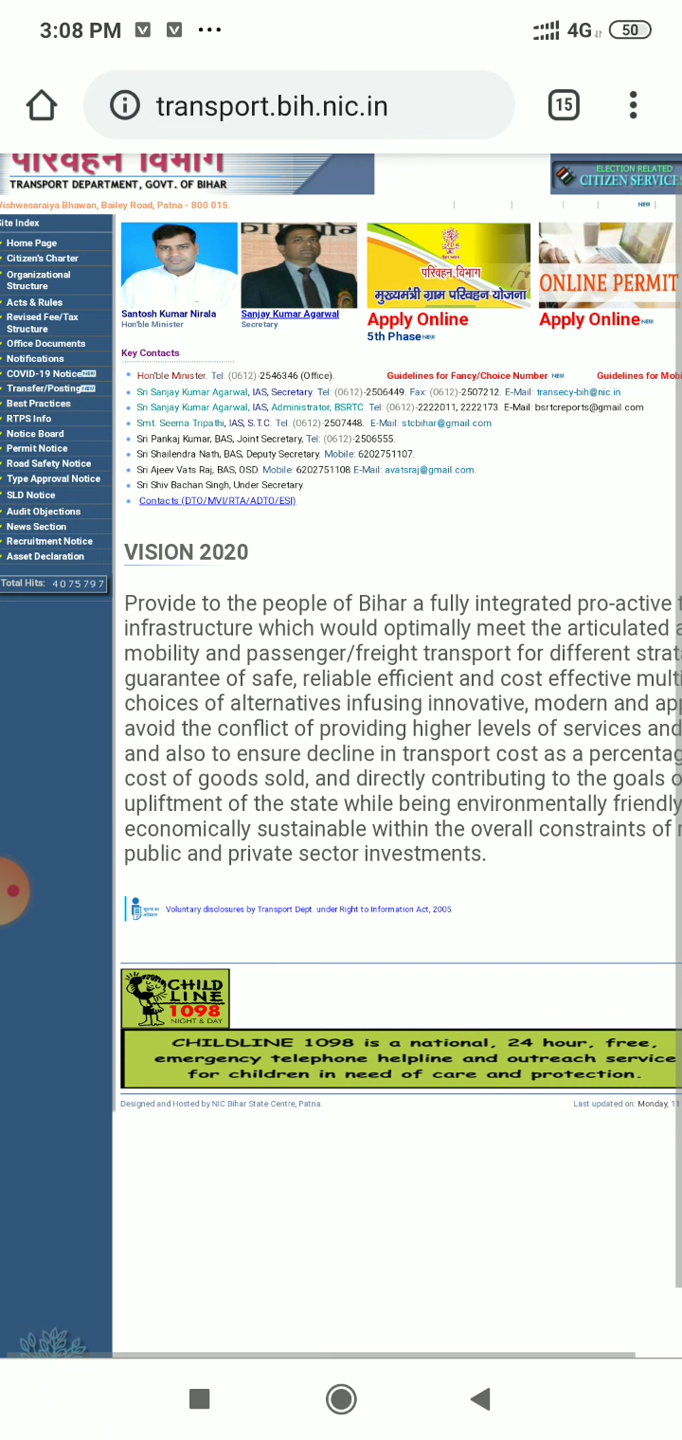 3:08 PM
4G
50
transport.bih.nic.in
15
परिवहन विभाग
TRANSPORT DEPARTMENT, GOVT. OF BIHAR
ELECTION RELATED
CITIZEN SERVICE
Vishwesaraiya Bhawan, Bailey Road, Patna - 800 015.
NEW
Site Index
Home Page
Citizen's Charter
Organizational
Structure
Acts & Rules
Revised Fee/Tax
Structure
Office Documents
Notifications
COVID-19 Notice NEW
Transfer/Posting NEW
Best Practices
RTPS Info
Notice Board
Permit Notice
Road Safety Notice
Type Approval Notice
SLD Notice
Audit Objections
News Section
Recruitment Notice
Asset Declaration
Total Hits: 4075797
Santosh Kumar Nirala
Hon'ble Minister
Sanjay Kumar Agarwal
Secretary
परिवहन विभाग
मुख्यमंत्री ग्राम परिवहन योजना
Apply Online
5th Phase NEW
ONLINE PERMIT
Apply Online NEW
Key Contacts
Hon'ble Minister. Tel: (0612)-2546346 (Office).
Guidelines for Fancy/Choice Number NEW
Guidelines for Mobi
Sri Sanjay Kumar Agarwal, IAS, Secretary. Tel: (0612)-2506449. Fax: (0612)-2507212. E-Mail: transecy-bih@nic.in
Sri Sanjay Kumar Agarwal, IAS, Administrator, BSRTC Tel: (0612)-2222011, 2222173. E-Mail: bsrtcreports@gmail.com
Smt. Seema Tripathi, IAS, S.T.C. Tel: (0612)-2507448. E-Mail: stcbihar@gmail.com
Sri Pankaj Kumar, BAS, Joint Secretary, Tel: (0612)-2506555.
Sri Shailendra Nath, BAS, Deputy Secretary. Mobile: 6202751107.
Sri Ajeev Vats Raj, BAS, OSD. Mobile: 6202751108 E-Mail: avatsraj@gmail.com.
Sri Shiv Bachan Singh, Under Secretary.
Contacts (DTO/MVI/RTA/ADTO/ESI)
VISION 2020
Provide to the people of Bihar a fully integrated pro-active t
infrastructure which would optimally meet the articulated a
mobility and passenger/freight transport for different strat
guarantee of safe, reliable efficient and cost effective multi
choices of alternatives infusing innovative, modern and app
avoid the conflict of providing higher levels of services and
and also to ensure decline in transport cost as a percentag
cost of goods sold, and directly contributing to the goals o
upliftment of the state while being environmentally friendly
economically sustainable within the overall constraints of r
public and private sector investments.
Voluntary disclosures by Transport Dept. under Right to Information Act, 2005.
CHILD
LINE
1098
NIGHT & DAY
CHILDLINE 1098 is a national, 24 hour, free,
emergency telephone helpline and outreach service
for children in need of care and protection.
Designed and Hosted by NIC Bihar State Centre, Patna.
Last updated on: Monday, 11